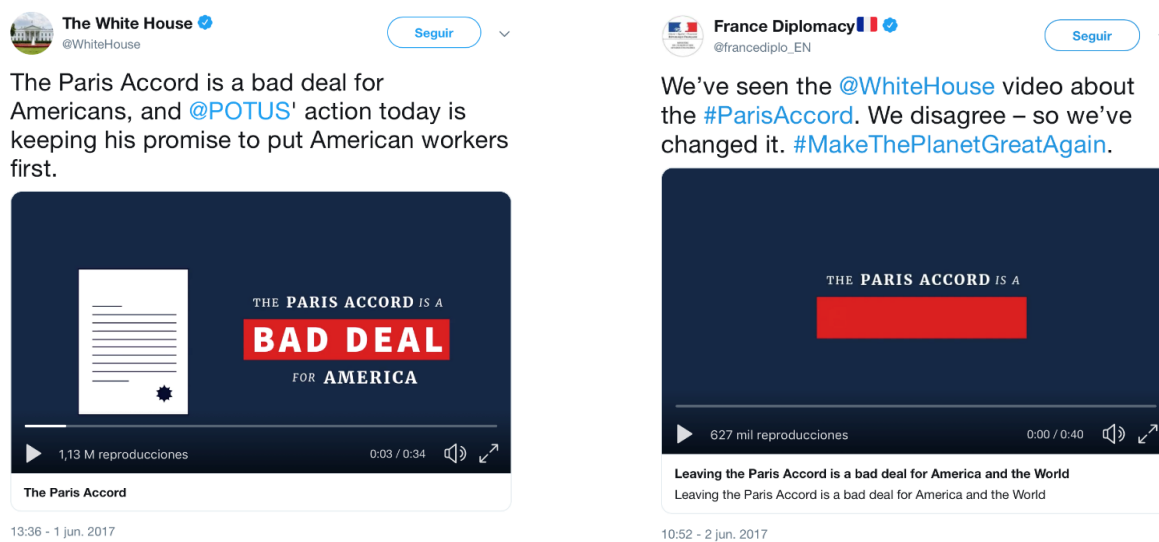 The White House
@WhiteHouse
Seguir
The Paris Accord is a bad deal for
Americans, and @POTUS' action today is
keeping his promise to put American workers
first.
THE PARIS ACCORD IS A
BAD DEAL
FOR AMERICA
1,13 M reproducciones
0:03 / 0:34
The Paris Accord
13:36 - 1 jun. 2017
France Diplomacy🇫🇷
@francediplo_EN
Seguir
We’ve seen the @WhiteHouse video about
the #ParisAccord. We disagree – so we’ve
changed it. #MakeThePlanetGreatAgain.
THE PARIS ACCORD IS A
627 mil reproducciones
0:00 / 0:40
Leaving the Paris Accord is a bad deal for America and the World
Leaving the Paris Accord is a bad deal for America and the World
10:52 - 2 jun. 2017